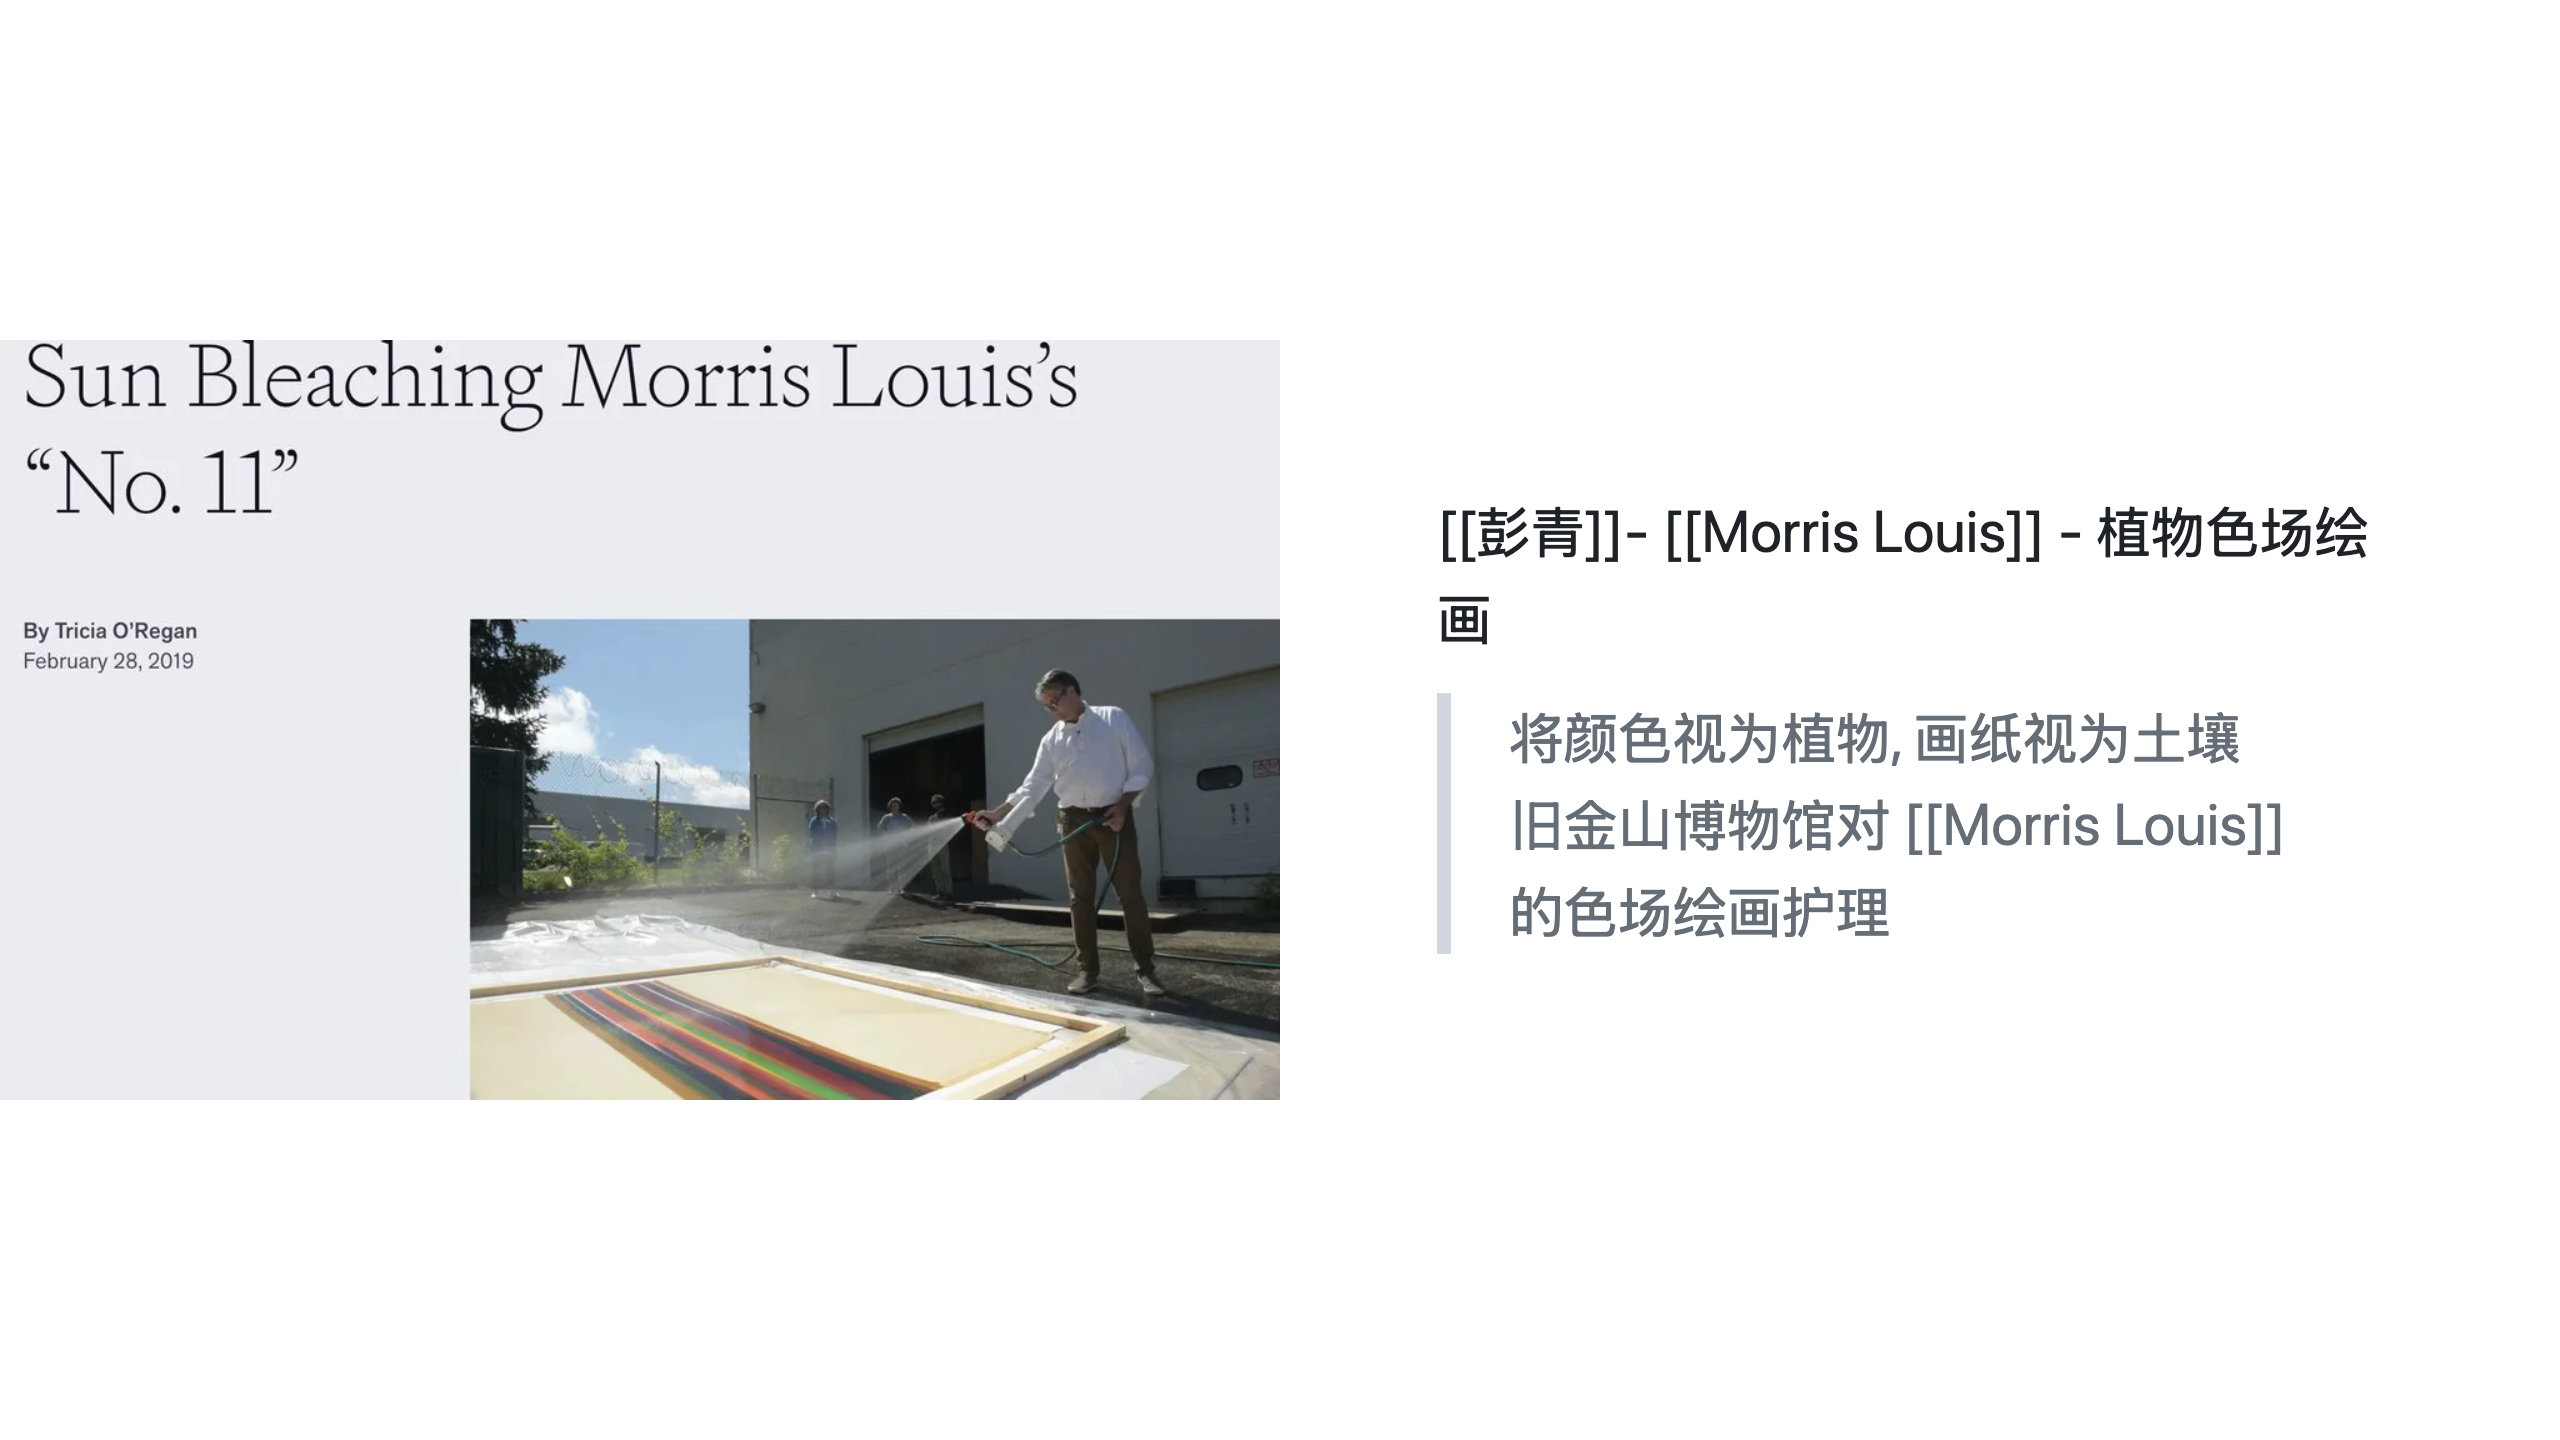 Sun Bleaching Morris Louis’s
“No. 11”
By Tricia O’Regan
February 28, 2019
[[彭青]]- [[Morris Louis]] - 植物色场绘
画
将颜色视为植物, 画纸视为土壤
旧金山博物馆对 [[Morris Louis]]
的色场绘画护理